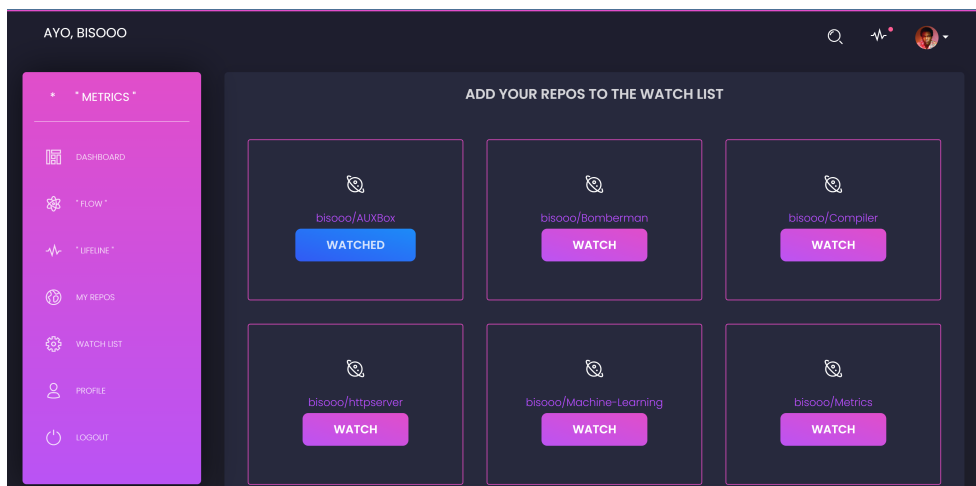 AYO, BISOOO
* " METRICS "
DASHBOARD
" FLOW "
" LIFELINE "
MY REPOS
WATCH LIST
PROFILE
LOGOUT
ADD YOUR REPOS TO THE WATCH LIST
bisooo/AUXBox
WATCHED
bisooo/Bomberman
WATCH
bisooo/Compiler
WATCH
bisooo/httpserver
WATCH
bisooo/Machine-Learning
WATCH
bisooo/Metrics
WATCH